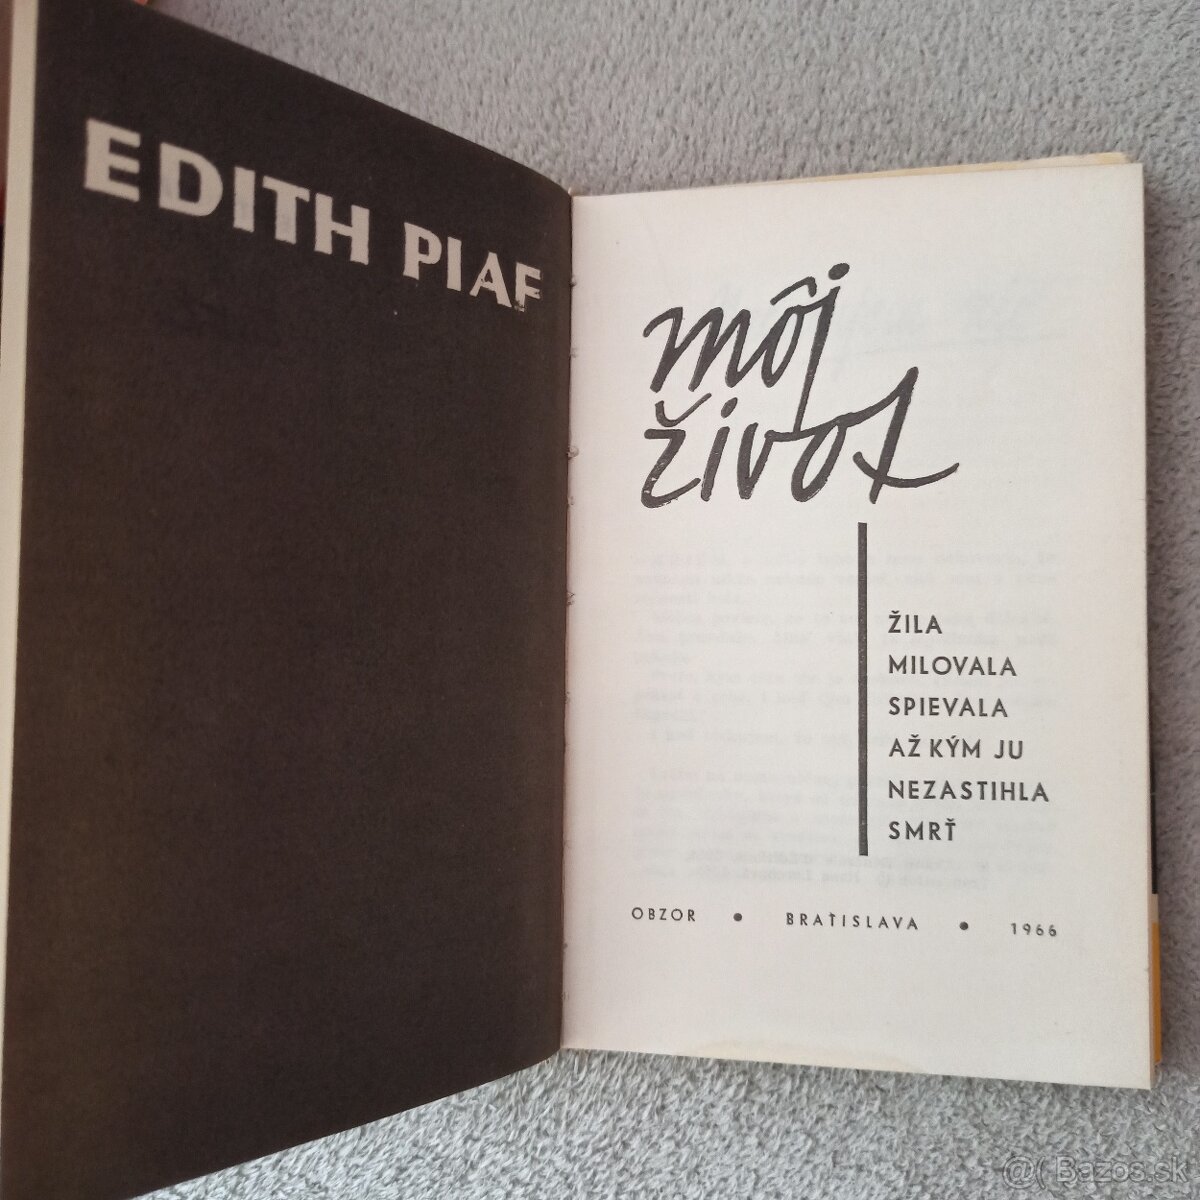 EDITH PIAF
môj
život
ŽILA
MILOVALA
SPIEVALA
AŽ KÝM JU
NEZASTIHLA
SMRŤ
OBZOR • BRATISLAVA • 1966
@( Bazos.sk